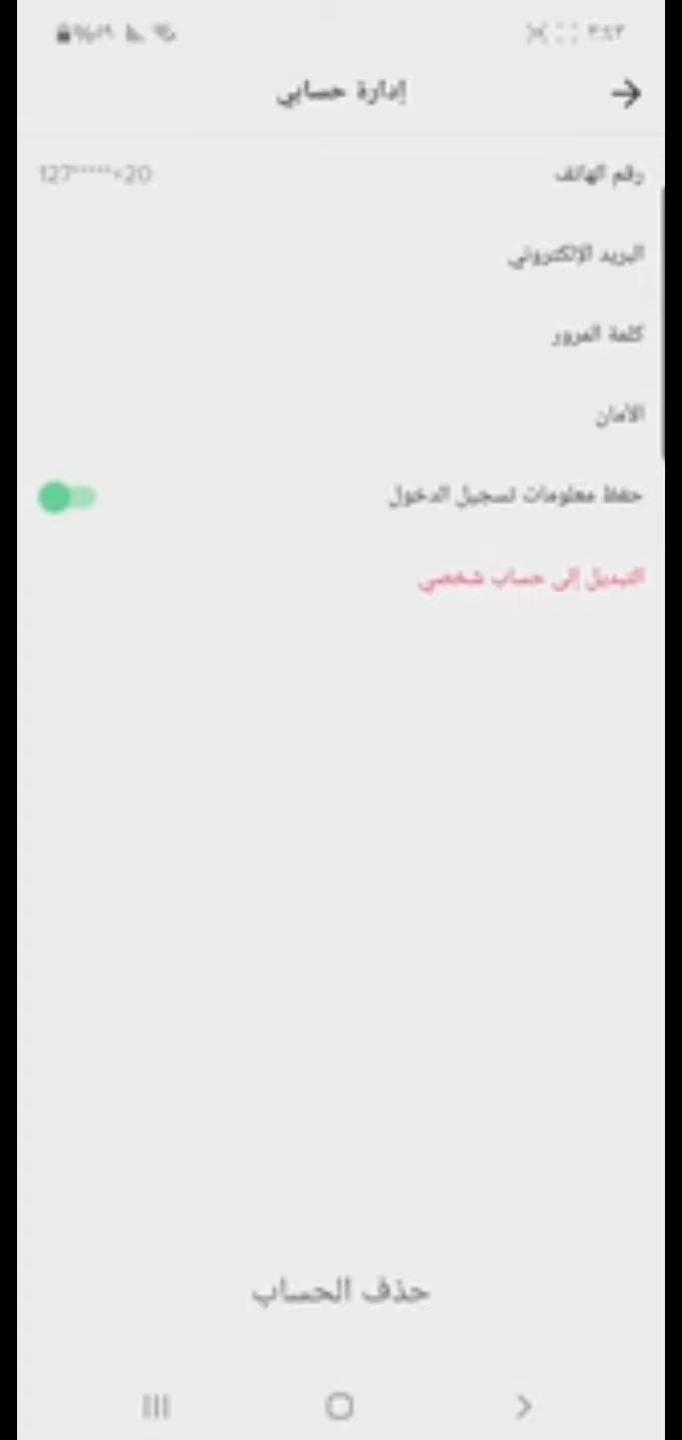 إدارة حسابي
رقم الهاتف
127*****+20
البريد الإلكتروني
كلمة المرور
الأمان
حفظ معلومات تسجيل الدخول
التبديل إلى حساب شخصي
حذف الحساب